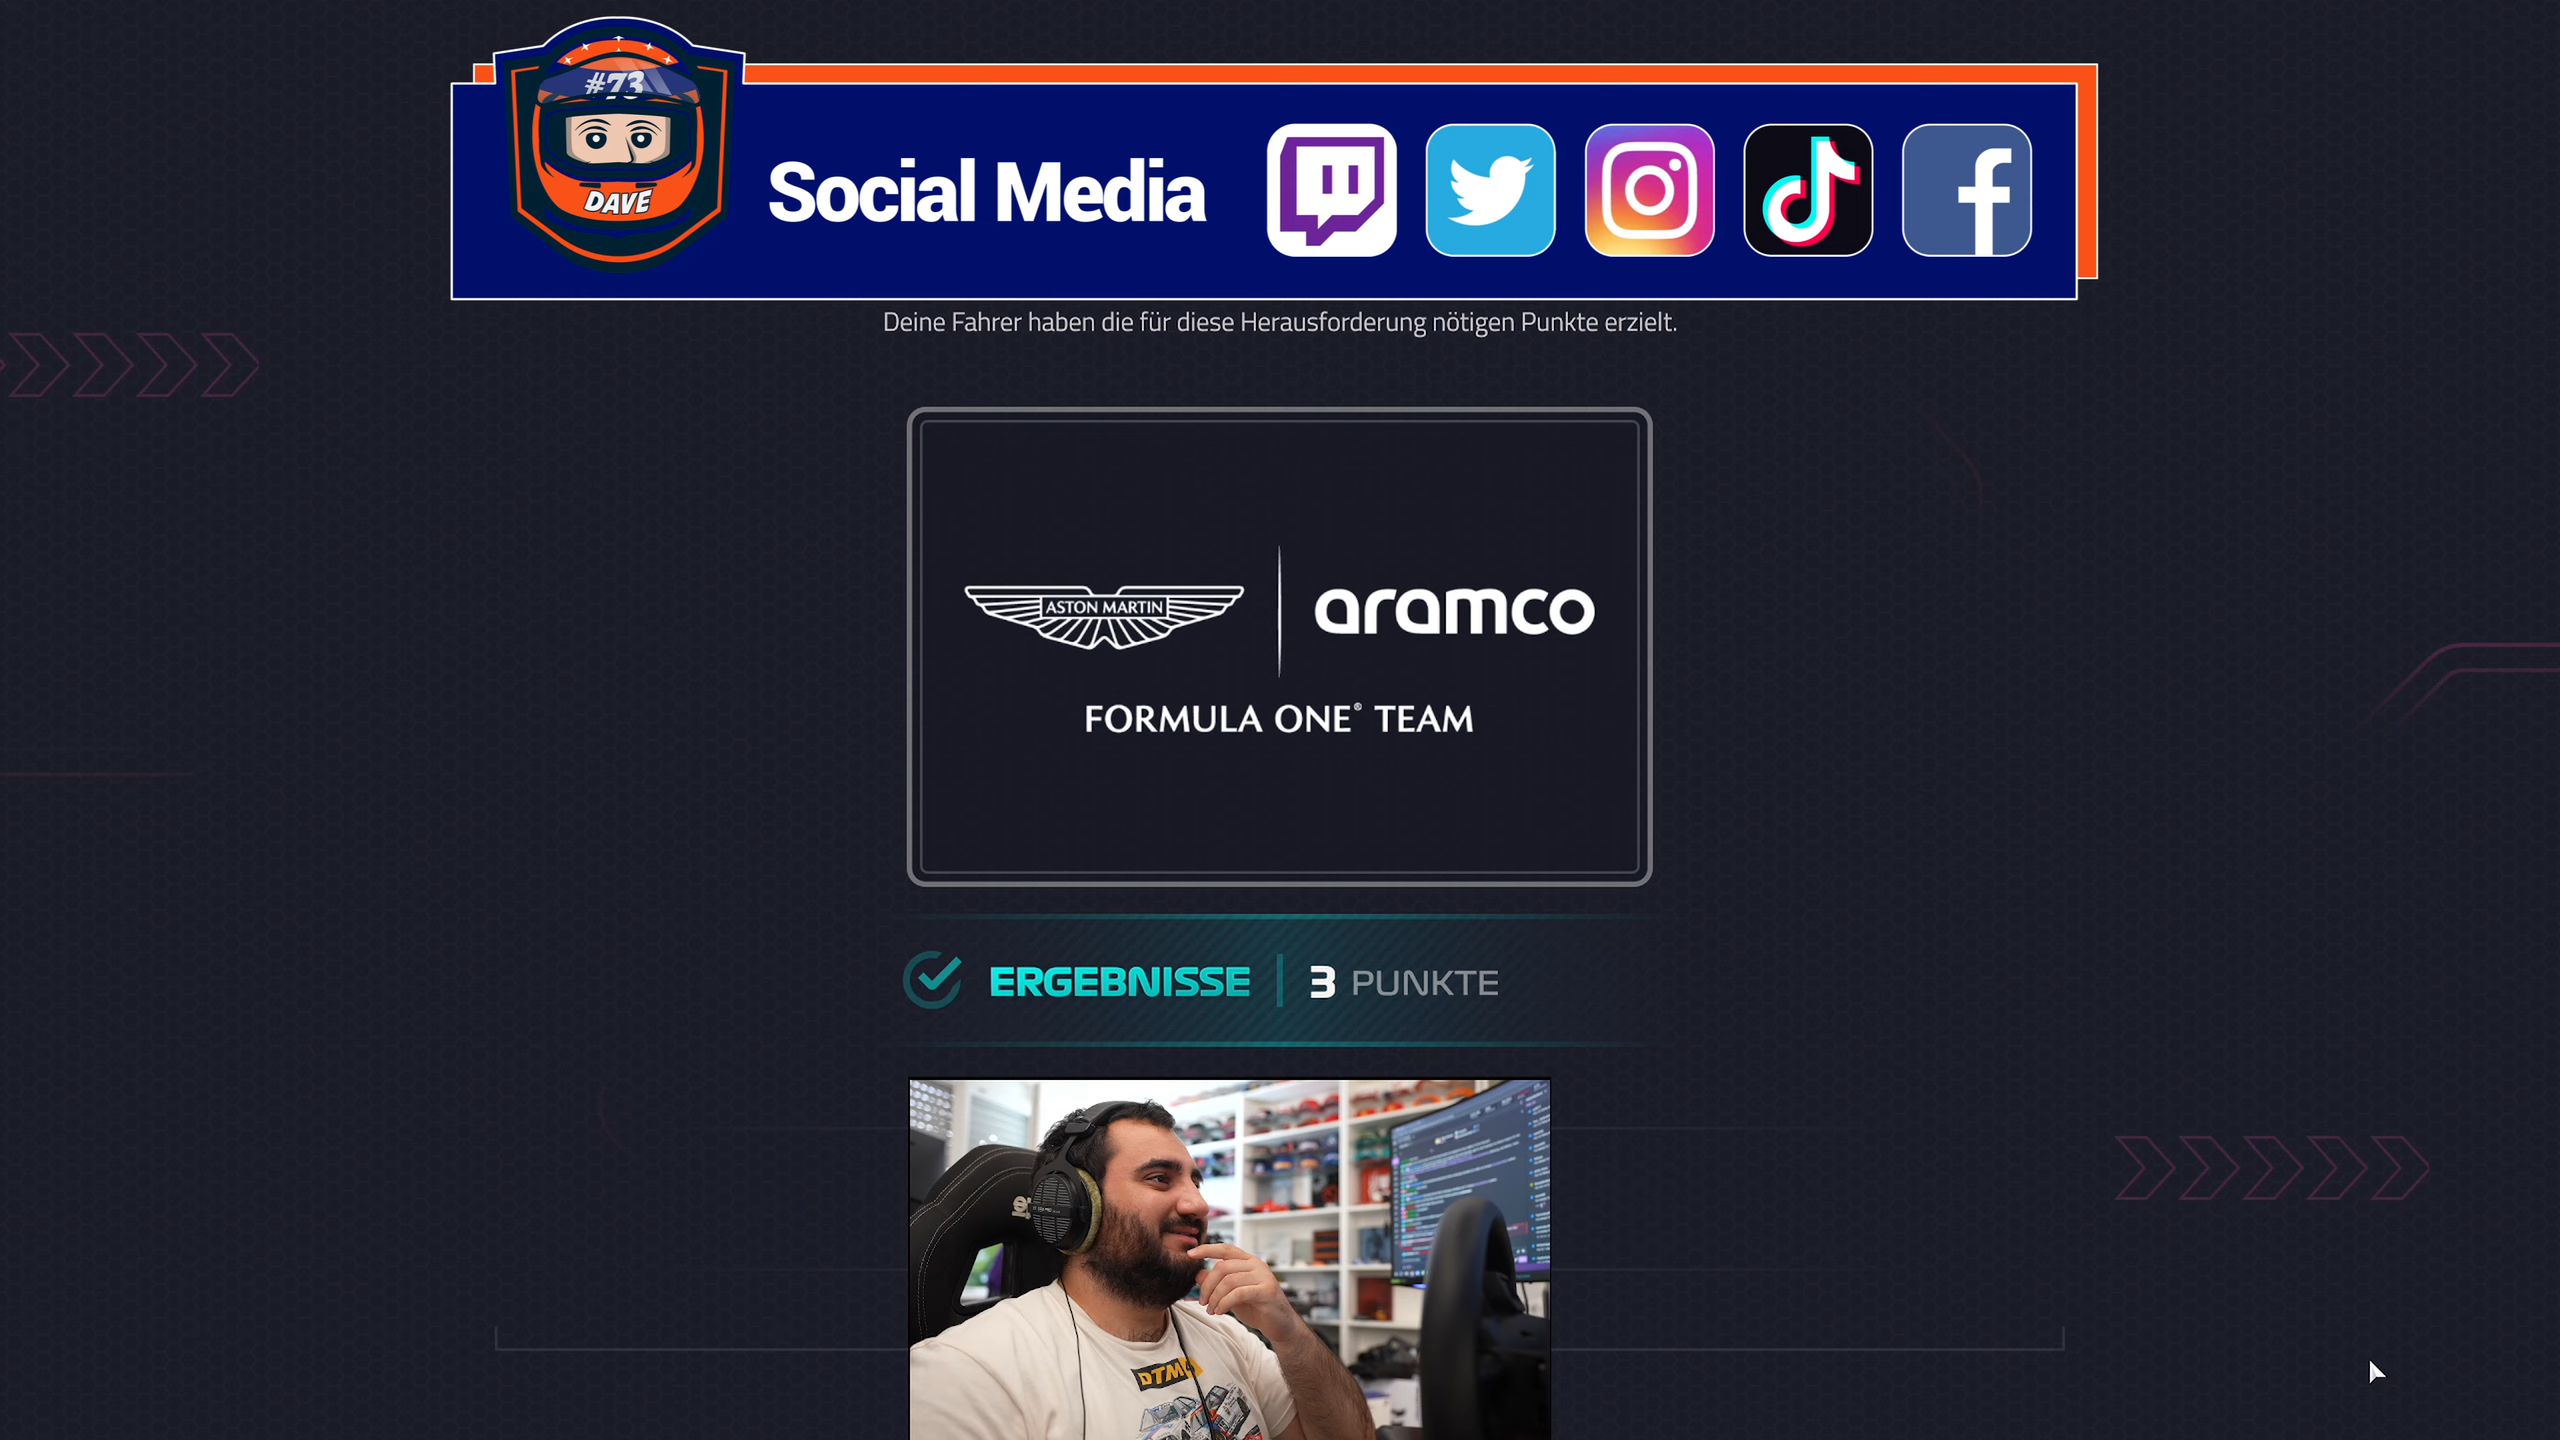 #73
DAVE
Social Media
Deine Fahrer haben die für diese Herausforderung nötigen Punkte erzielt.
ASTON MARTIN
aramco
FORMULA ONE® TEAM
ERGEBNISSE
3 PUNKTE
DTM